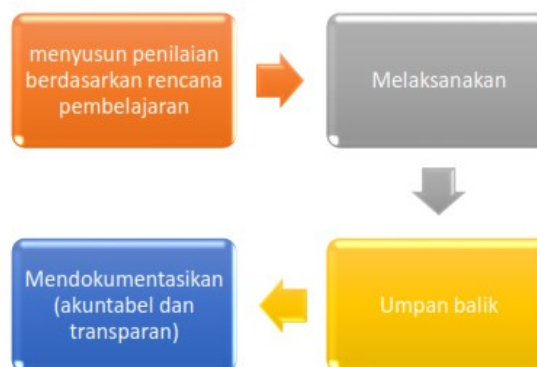 menyusun penilaian
berdasarkan rencana
pembelajaran
Melaksanakan
Umpan balik
Mendokumentasikan
(akuntabel dan
transparan)